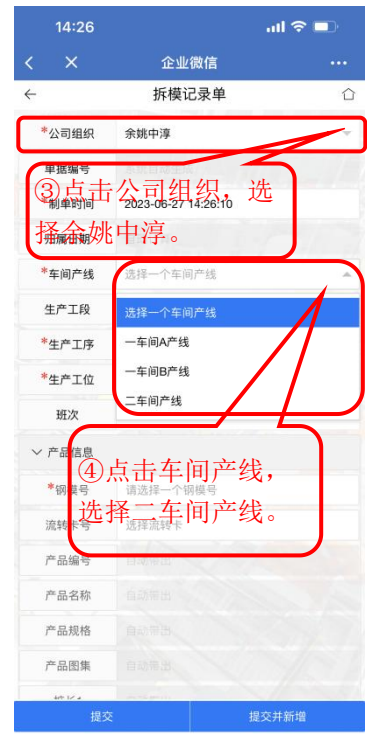 14:26
企业微信
拆模记录单
*公司组织 余姚中淳
单据编号 系统自动生成
③点击公司组织，选
择余姚中淳。
*制单时间 2023-06-27 14:26:10
*车间产线 选择一个车间产线
生产工段 选择一个车间产线
*生产工序 一车间A产线
*生产工位 一车间B产线
班次 二车间产线
产品信息
④点击车间产线，
选择二车间产线。
*钢模号 请选择一个钢模号
流转卡号 选择流转卡
产品编号 自动带出
产品名称 自动带出
产品规格 自动带出
产品图集 自动带出
提交 提交并新增